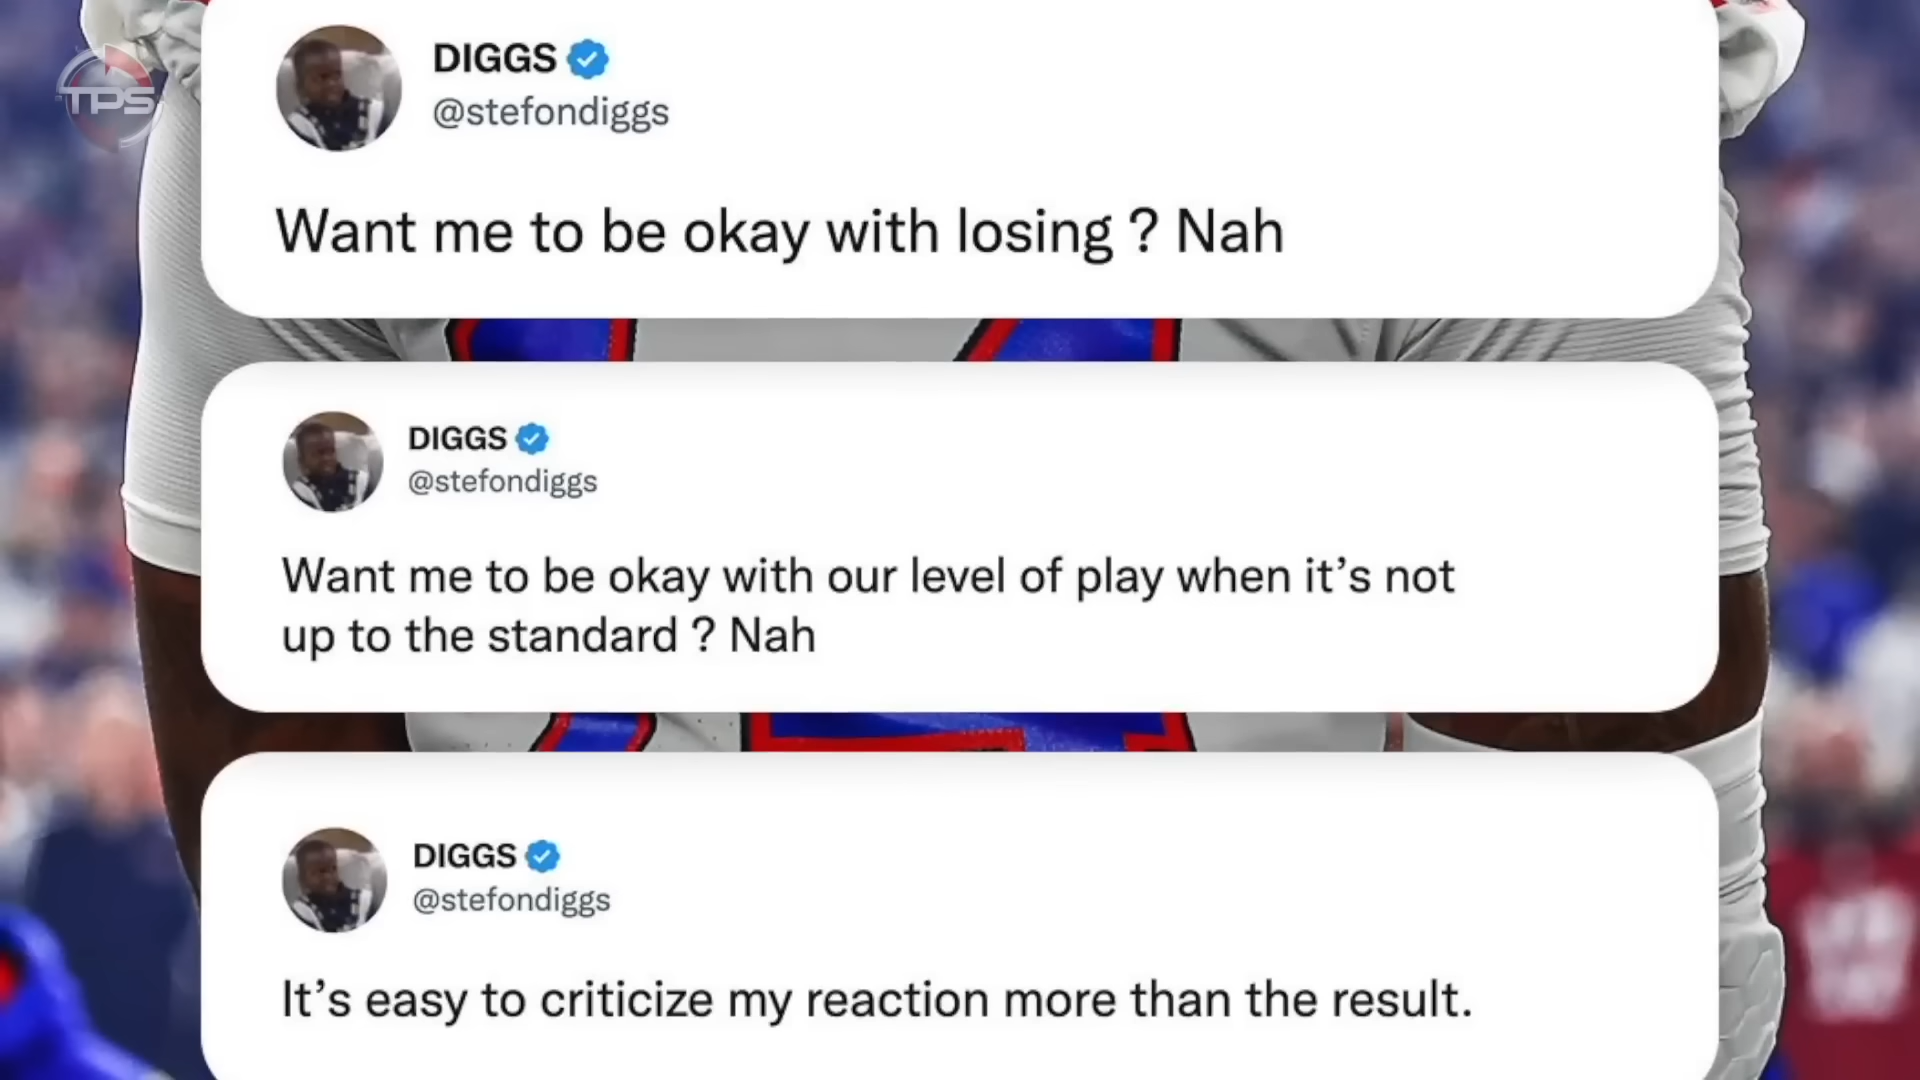 TPS
DIGGS
@stefondiggs
Want me to be okay with losing ? Nah
DIGGS
@stefondiggs
Want me to be okay with our level of play when it’s not
up to the standard ? Nah
DIGGS
@stefondiggs
It’s easy to criticize my reaction more than the result.